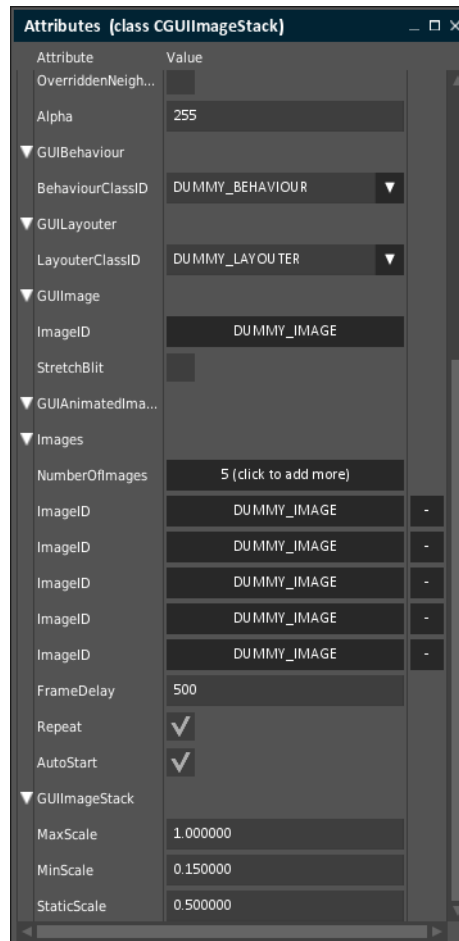 Attributes (class CGUIImageStack)
Attribute Value
OverriddenNeigh...
Alpha 255
GUIBehaviour
BehaviourClassID DUMMY_BEHAVIOUR
GUILayouter
LayouterClassID DUMMY_LAYOUTER
GUIImage
ImageID DUMMY_IMAGE
StretchBlit
GUIAnimatedIma...
Images
NumberOfImages 5 (click to add more)
ImageID DUMMY_IMAGE -
ImageID DUMMY_IMAGE -
ImageID DUMMY_IMAGE -
ImageID DUMMY_IMAGE -
ImageID DUMMY_IMAGE -
FrameDelay 500
Repeat
AutoStart
GUIImageStack
MaxScale 1.000000
MinScale 0.150000
StaticScale 0.500000